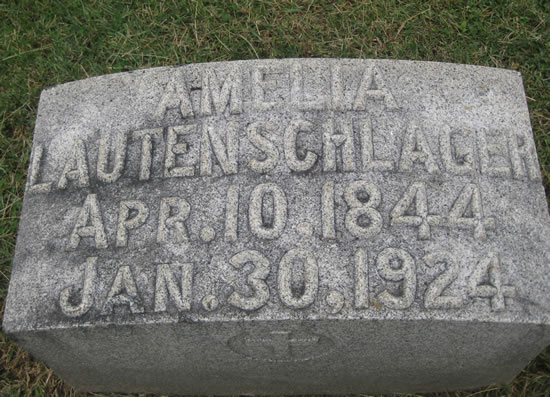 AMELIA
LAUTENSCHLAGER
APR. 10, 1844
JAN. 30, 1924